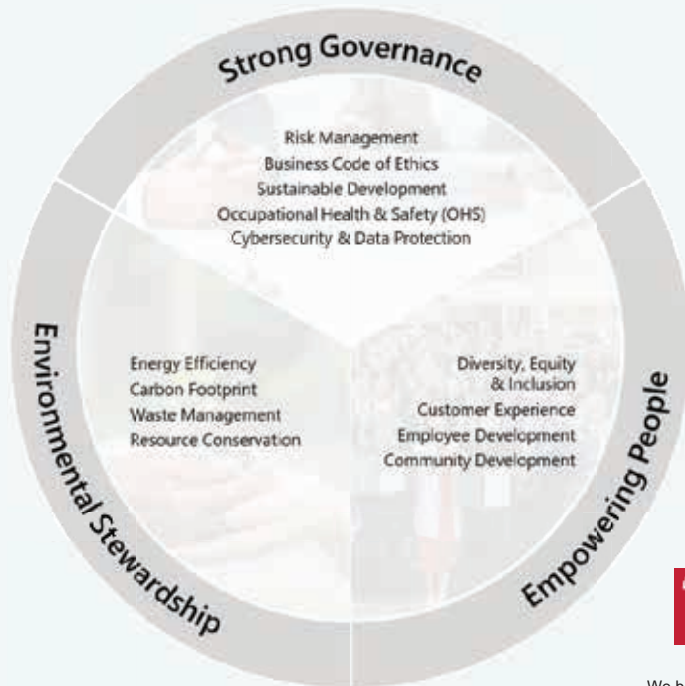 Strong Governance
Risk Management
Business Code of Ethics
Sustainable Development
Occupational Health & Safety (OHS)
Cybersecurity & Data Protection
Environmental Stewardship
Energy Efficiency
Carbon Footprint
Waste Management
Resource Conservation
Empowering People
Diversity, Equity
& Inclusion
Customer Experience
Employee Development
Community Development